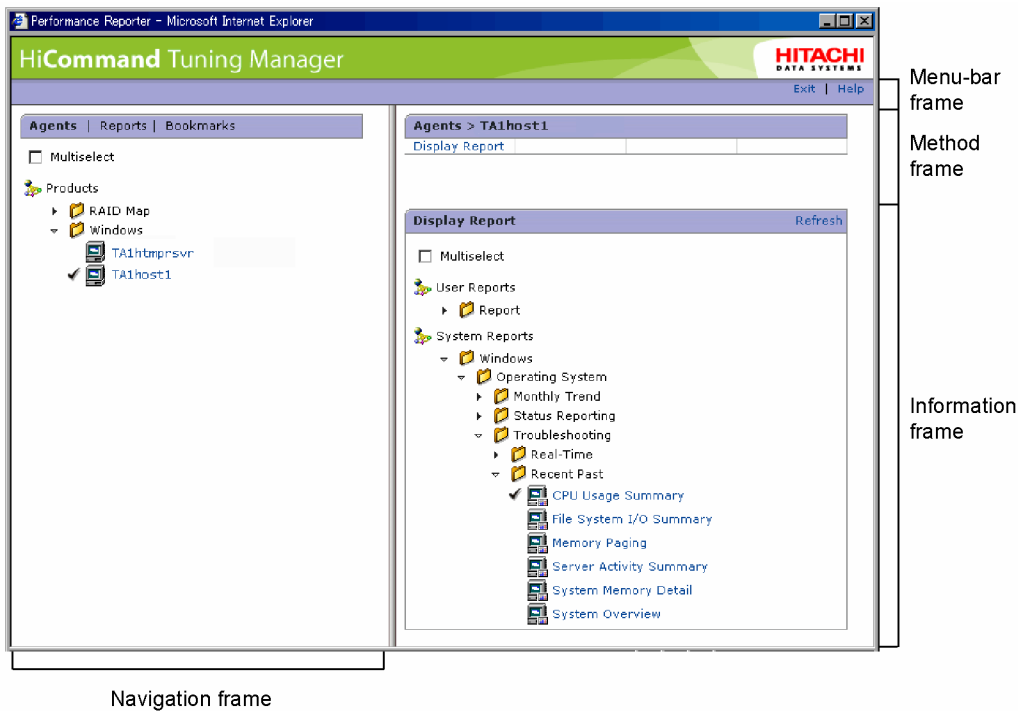 Performance Reporter - Microsoft Internet Explorer
HiCommand Tuning Manager
HITACHI
DATA SYSTEMS
Exit | Help
Menu-bar
frame
Agents | Reports | Bookmarks
Multiselect
Products
RAID Map
Windows
TA1htmprsvr
TA1host1
Agents > TA1host1
Display Report
Method
frame
Display Report
Refresh
Multiselect
User Reports
Report
System Reports
Windows
Operating System
Monthly Trend
Status Reporting
Troubleshooting
Real-Time
Recent Past
CPU Usage Summary
File System I/O Summary
Memory Paging
Server Activity Summary
System Memory Detail
System Overview
Information
frame
Navigation frame